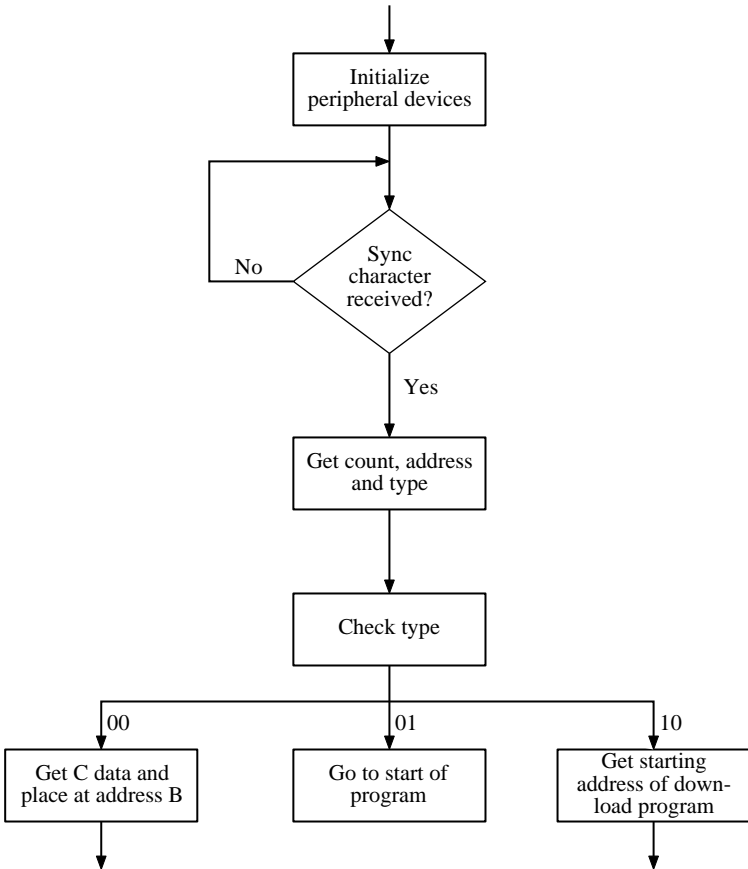 Initialize
peripheral devices
Sync
character
received?
No
Yes
Get count, address
and type
Check type
00
01
10
Get C data and
place at address B
Go to start of
program
Get starting
address of down-
load program